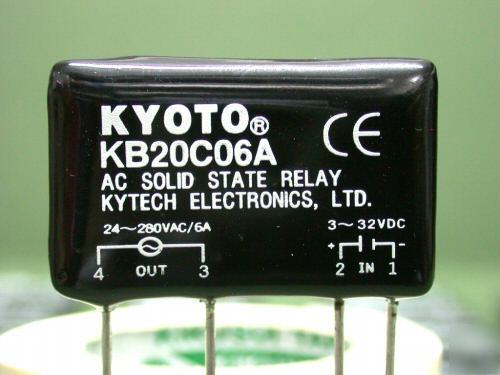 KYOTO®
KB20C06A
CE
AC SOLID STATE RELAY
KYTECH ELECTRONICS, LTD.
24~280VAC/6A
3~32VDC
+ -
4 OUT 3
2 IN 1